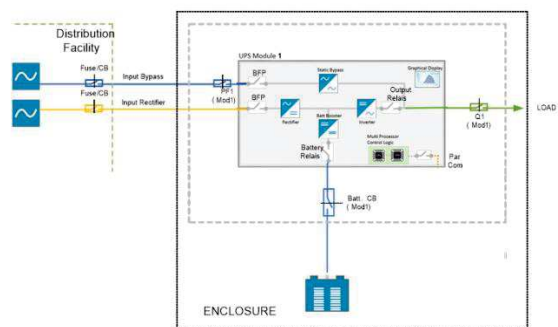 Distribution
Facility
UPS Module 1
Fuse /CB
Input Bypass
PF1
( Mod1)
BFP
Static Bypass
Graphical Display
Fuse/CB
Input Rectifier
BFP
Rectifier
Batt Booster
Inverter
Output
Relais
Q1
( Mod1)
LOAD
Battery
Relais
Multi Processor
Control Logic
Par
Com
Batt. CB
( Mod1)
ENCLOSURE